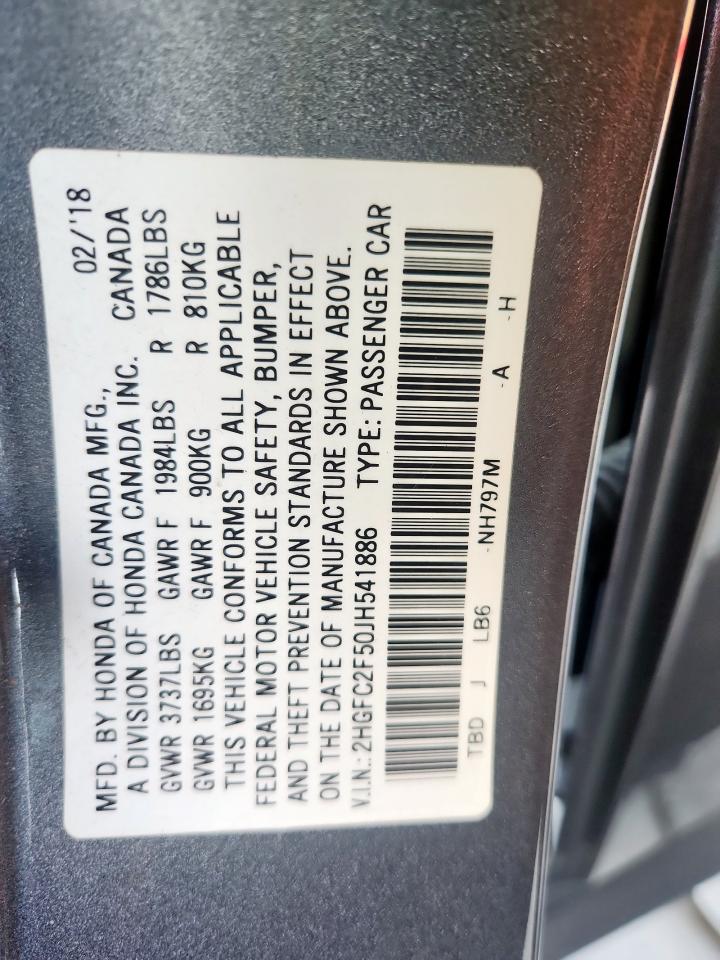 MFD. BY HONDA OF CANADA MFG., 02/'18
A DIVISION OF HONDA CANADA INC. CANADA
GVWR 3737LBS GAWR F 1984LBS R 1786LBS
GVWR 1695KG GAWR F 900KG R 810KG
THIS VEHICLE CONFORMS TO ALL APPLICABLE
FEDERAL MOTOR VEHICLE SAFETY, BUMPER,
AND THEFT PREVENTION STANDARDS IN EFFECT
ON THE DATE OF MANUFACTURE SHOWN ABOVE.
V.I.N.: 2HGFC2F50JH541886 TYPE: PASSENGER CAR
TBD J LB6 -NH797M -A -H